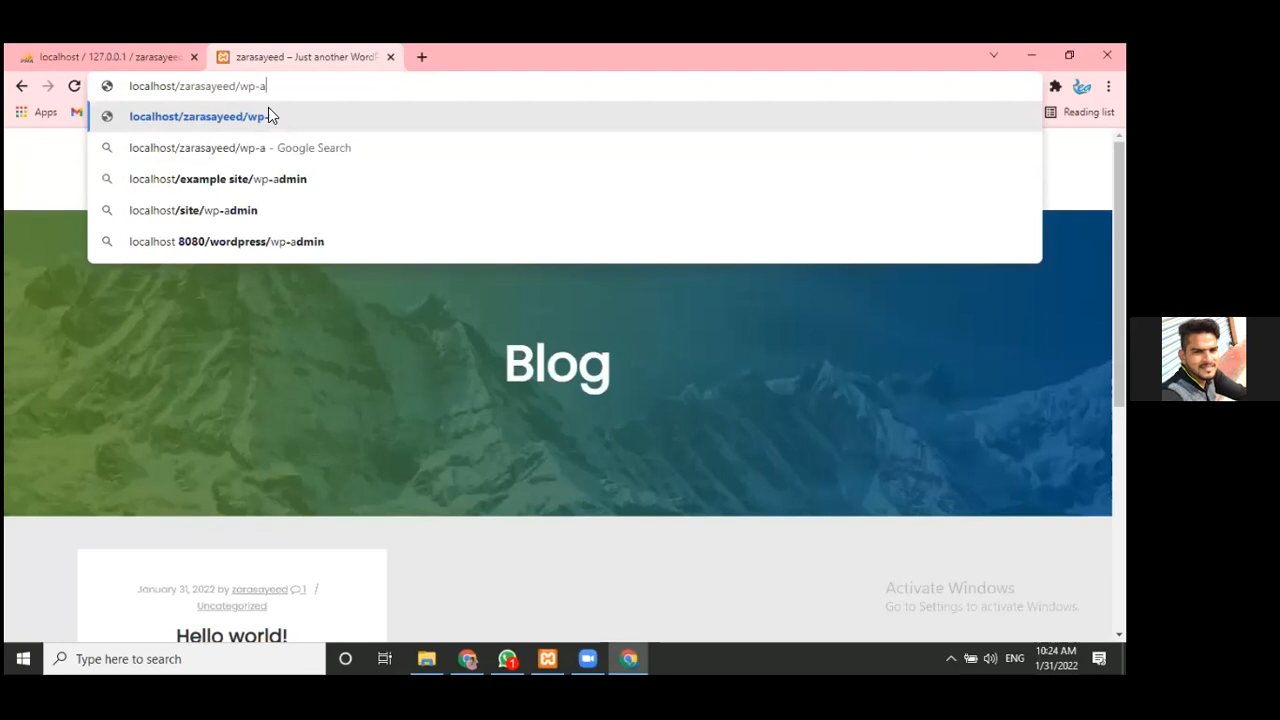 localhost / 127.0.0.1 / zarasayeed
zarasayeed – Just another WordP
localhost/zarasayeed/wp-a
Apps
Reading list
localhost/zarasayeed/wp-
localhost/zarasayeed/wp-a - Google Search
localhost/example site/wp-admin
localhost/site/wp-admin
localhost 8080/wordpress/wp-admin
Blog
January 31, 2022 by zarasayeed 1 /
Uncategorized
Hello world!
Activate Windows
Go to Settings to activate Windows.
Type here to search
1
ENG
10:24 AM
1/31/2022